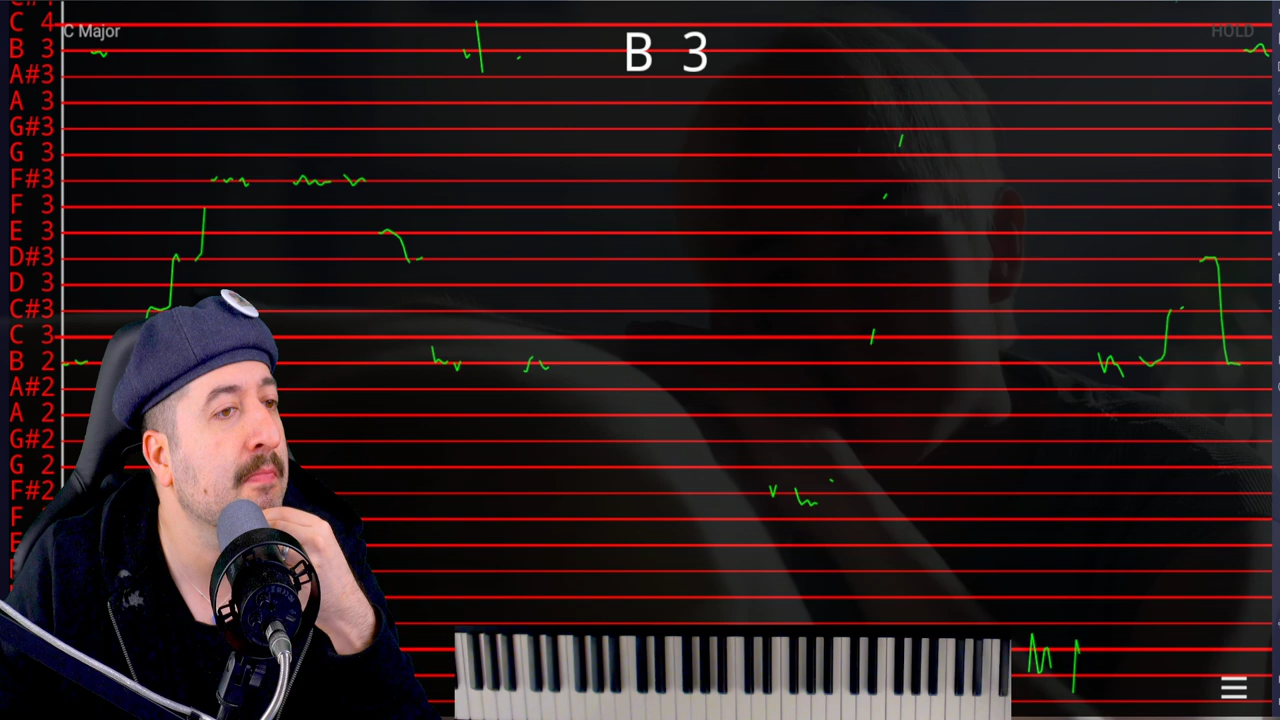 C 4
C Major
HOLD
B 3
B 3
A#3
A 3
G#3
G 3
F#3
F 3
E 3
D#3
D 3
C#3
C 3
B 2
A#2
A 2
G#2
G 2
F#2
F
E